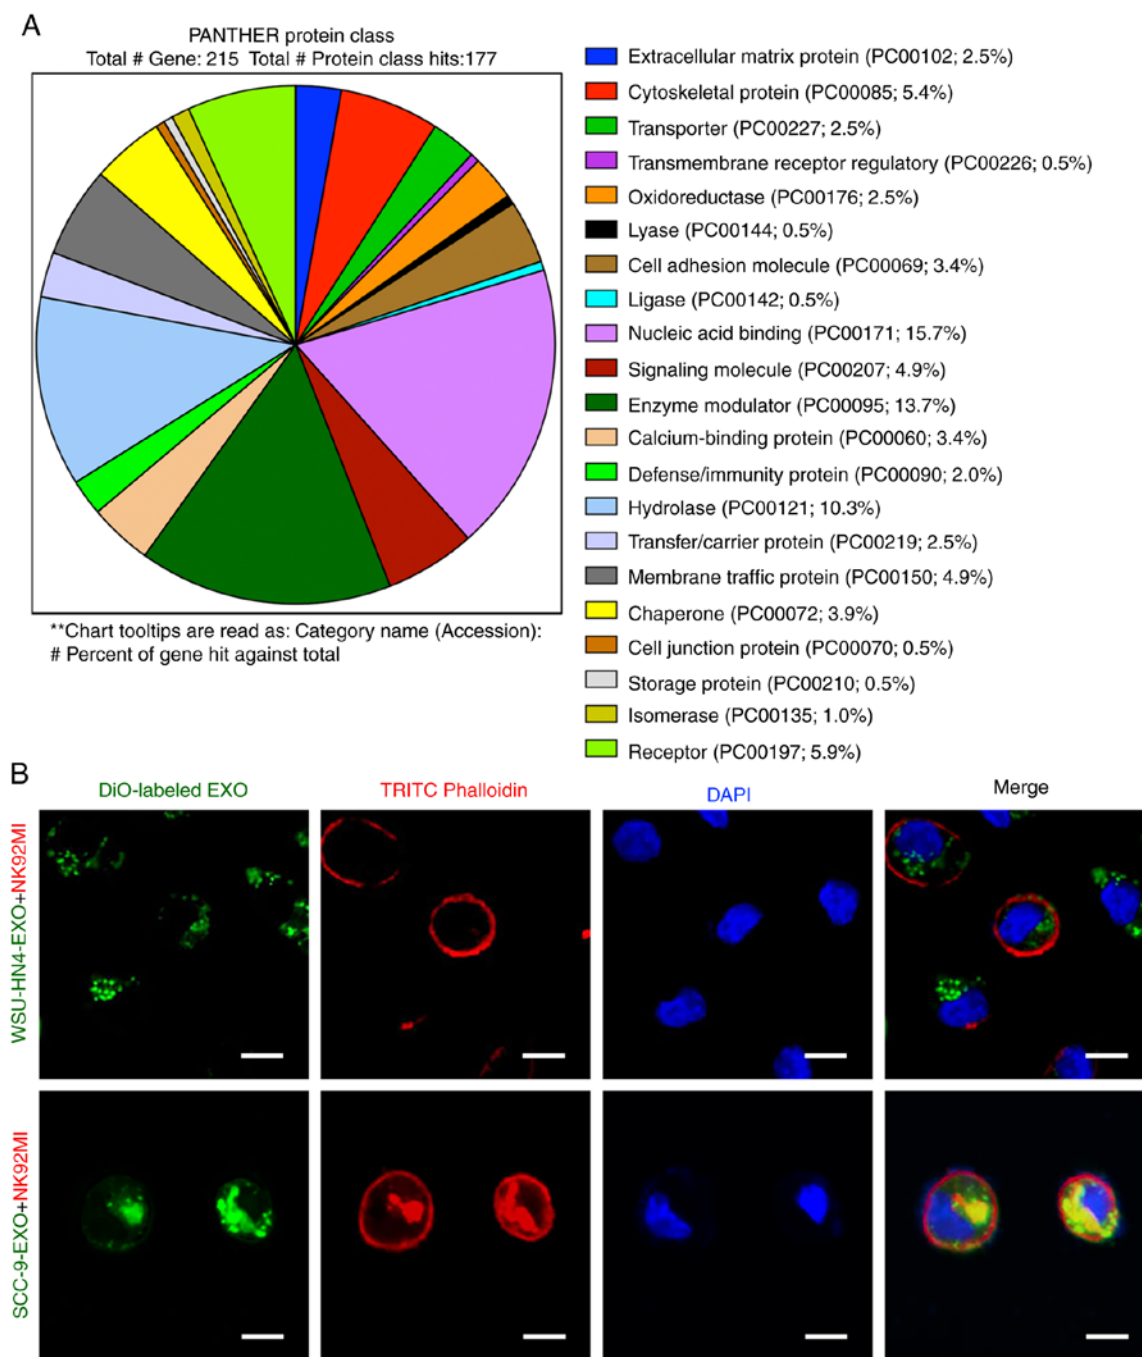 A
PANTHER protein class
Total # Gene: 215  Total # Protein class hits:177
Extracellular matrix protein (PC00102; 2.5%)
Cytoskeletal protein (PC00085; 5.4%)
Transporter (PC00227; 2.5%)
Transmembrane receptor regulatory (PC00226; 0.5%)
Oxidoreductase (PC00176; 2.5%)
Lyase (PC00144; 0.5%)
Cell adhesion molecule (PC00069; 3.4%)
Ligase (PC00142; 0.5%)
Nucleic acid binding (PC00171; 15.7%)
Signaling molecule (PC00207; 4.9%)
Enzyme modulator (PC00095; 13.7%)
Calcium-binding protein (PC00060; 3.4%)
Defense/immunity protein (PC00090; 2.0%)
Hydrolase (PC00121; 10.3%)
Transfer/carrier protein (PC00219; 2.5%)
Membrane traffic protein (PC00150; 4.9%)
Chaperone (PC00072; 3.9%)
Cell junction protein (PC00070; 0.5%)
Storage protein (PC00210; 0.5%)
Isomerase (PC00135; 1.0%)
Receptor (PC00197; 5.9%)
**Chart tooltips are read as: Category name (Accession):
# Percent of gene hit against total
B
DiO-labeled EXO
TRITC Phalloidin
DAPI
Merge
WSU-HN4-EXO+NK92MI
SCC-9-EXO+NK92MI